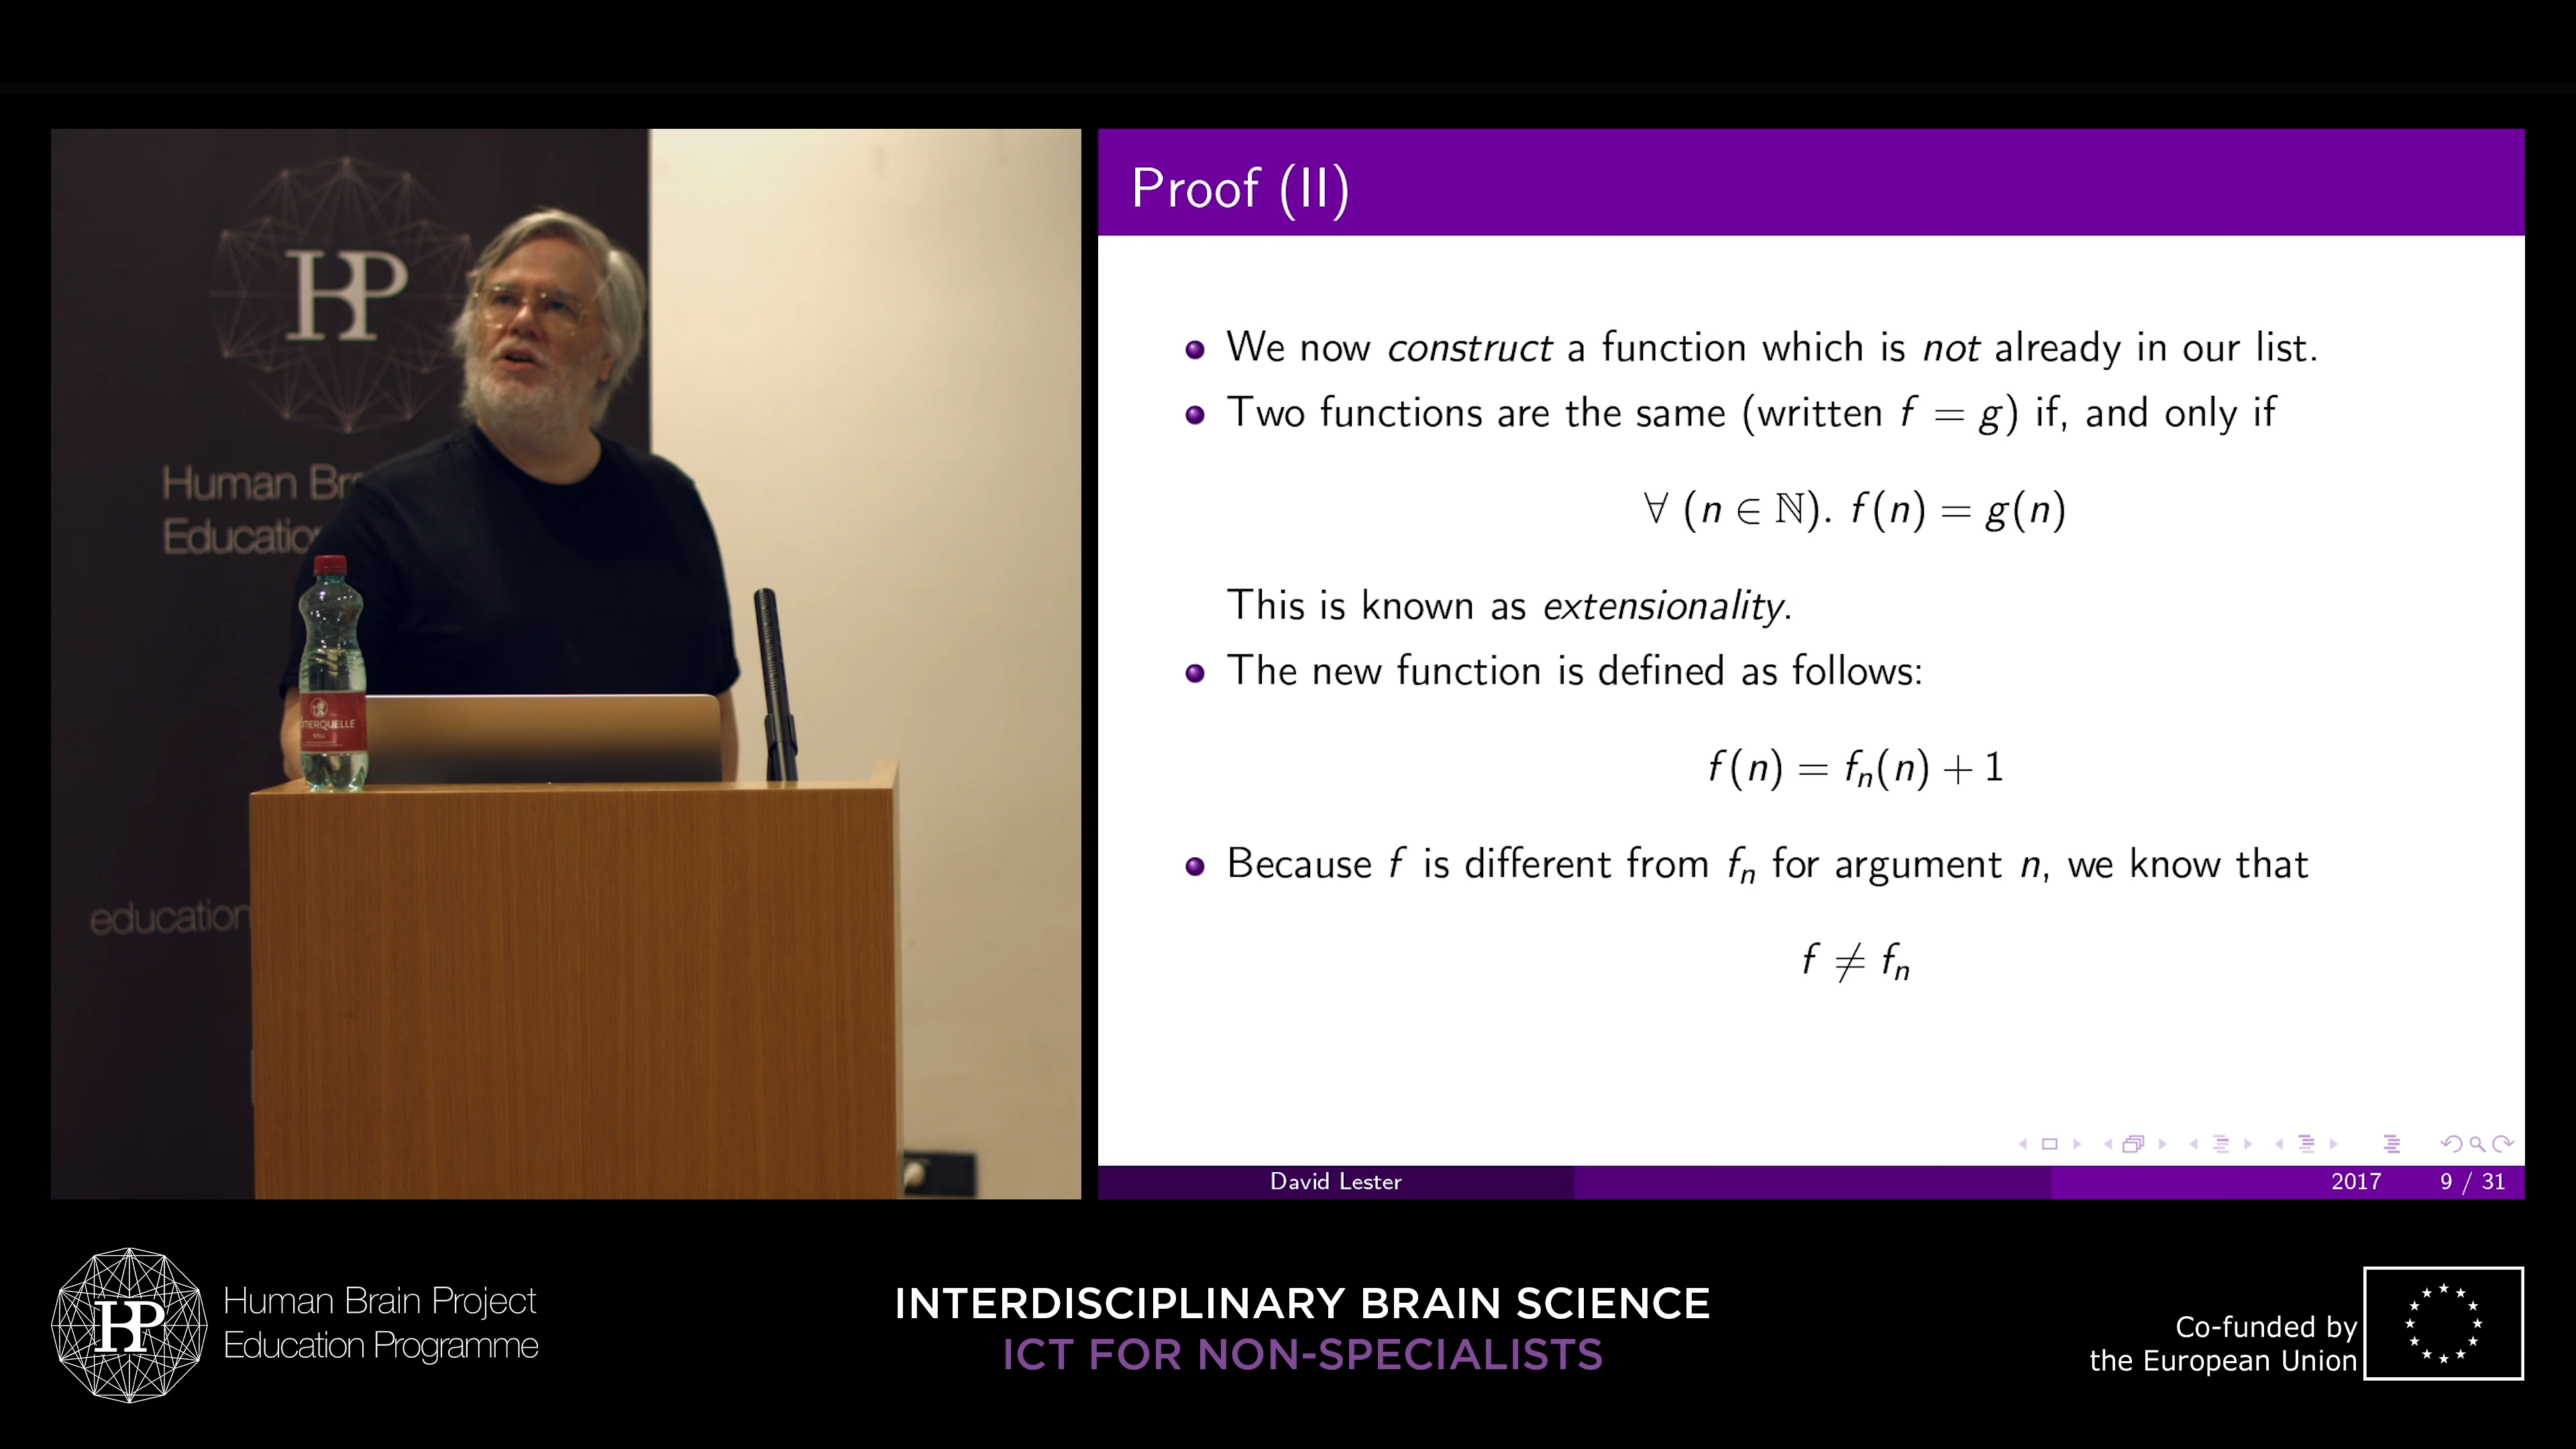 HP
Human Br
Educatio
education
MERQUELLE
STILL
Proof (II)
• We now construct a function which is not already in our list.
• Two functions are the same (written f = g) if, and only if
∀ (n ∈ ℕ). f(n) = g(n)
This is known as extensionality.
• The new function is defined as follows:
f(n) = fₙ(n) + 1
• Because f is different from fₙ for argument n, we know that
f ≠ fₙ
David Lester 2017 9 / 31
HP
Human Brain Project
Education Programme
INTERDISCIPLINARY BRAIN SCIENCE
ICT FOR NON-SPECIALISTS
Co-funded by
the European Union